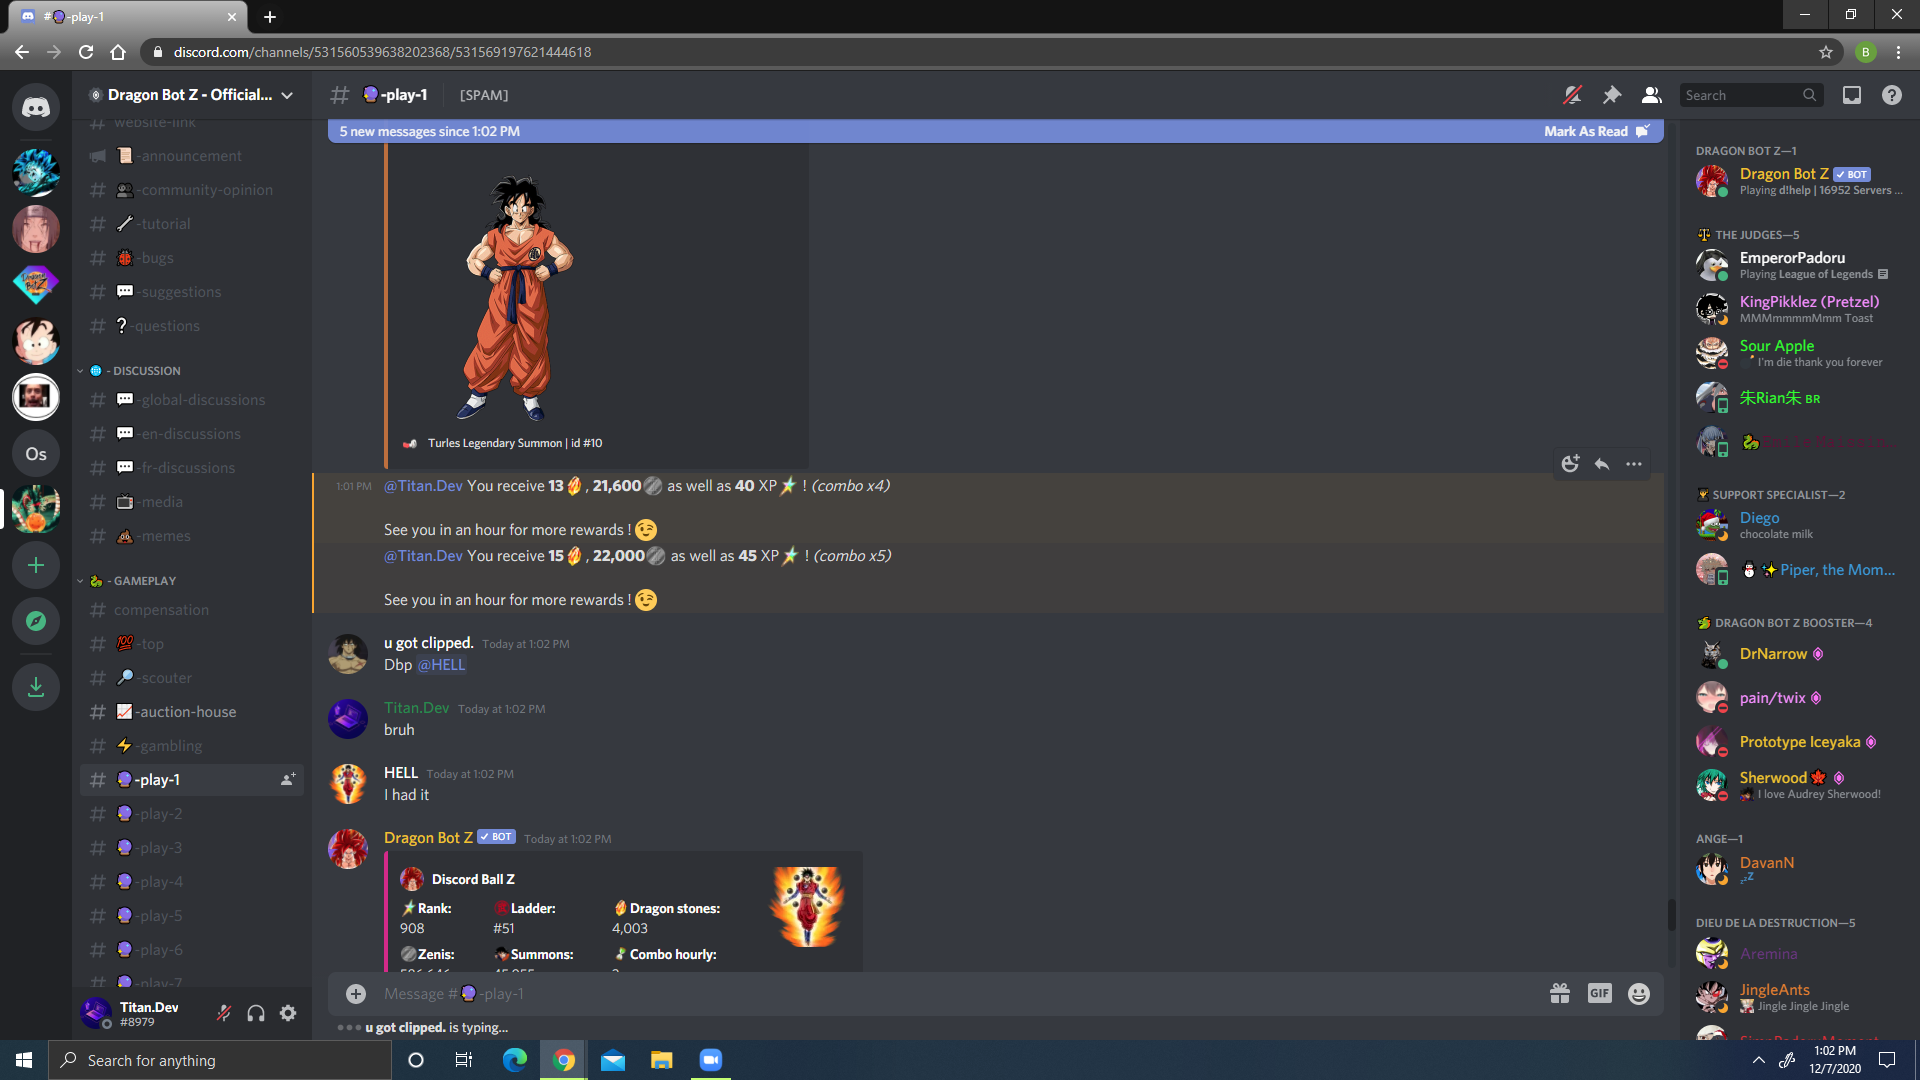 #-play-1
discord.com/channels/531560539638202368/531569197621444618
B
Dragon Bot Z - Official...
website-link
-announcement
-community-opinion
-tutorial
-bugs
-suggestions
-questions
- DISCUSSION
-global-discussions
-en-discussions
-fr-discussions
-media
-memes
- GAMEPLAY
compensation
-top
-scouter
-auction-house
-gambling
-play-1
-play-2
-play-3
-play-4
-play-5
-play-6
-play-7
Os
Titan.Dev
#8979
-play-1 [SPAM]
Search
5 new messages since 1:02 PM Mark As Read
Turles Legendary Summon | id #10
1:01 PM @Titan.Dev You receive 13 , 21,600 as well as 40 XP ! (combo x4)
See you in an hour for more rewards !
@Titan.Dev You receive 15 , 22,000 as well as 45 XP ! (combo x5)
See you in an hour for more rewards !
u got clipped. Today at 1:02 PM
Dbp @HELL
Titan.Dev Today at 1:02 PM
bruh
HELL Today at 1:02 PM
I had it
Dragon Bot Z BOT Today at 1:02 PM
Discord Ball Z
Rank: Ladder: Dragon stones:
908 #51 4,003
Zenis: Summons: Combo hourly:
Message #-play-1
GIF
u got clipped. is typing...
DRAGON BOT Z—1
Dragon Bot Z BOT
Playing d!help | 16952 Servers ...
THE JUDGES—5
EmperorPadoru
Playing League of Legends
KingPikklez (Pretzel)
MMMmmmmMmm Toast
Sour Apple
I'm die thank you forever
朱Rian朱 BR
SUPPORT SPECIALIST—2
Diego
chocolate milk
Piper, the Mom...
DRAGON BOT Z BOOSTER—4
DrNarrow
pain/twix
Prototype Iceyaka
Sherwood
I love Audrey Sherwood!
ANGE—1
DavanN
DIEU DE LA DESTRUCTION—5
Aremina
JingleAnts
Jingle Jingle Jingle
Search for anything
1:02 PM
12/7/2020